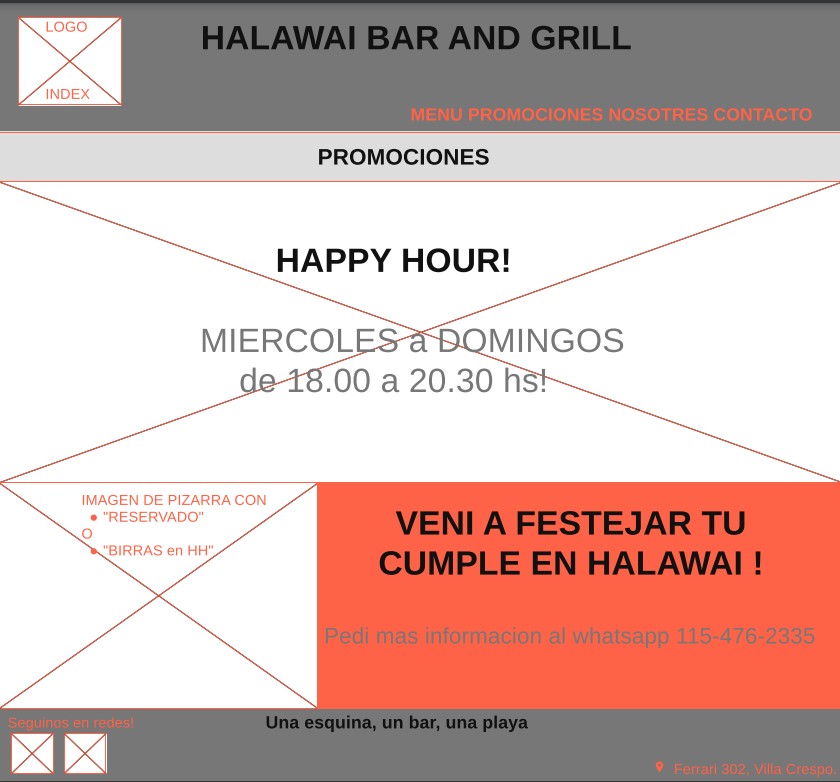 LOGO
INDEX
HALAWAI BAR AND GRILL
MENU PROMOCIONES NOSOTRES CONTACTO
PROMOCIONES
HAPPY HOUR!
MIERCOLES a DOMINGOS
de 18.00 a 20.30 hs!
IMAGEN DE PIZARRA CON
● "RESERVADO"
O
● "BIRRAS en HH"
VENI A FESTEJAR TU
CUMPLE EN HALAWAI !
Pedi mas informacion al whatsapp 115-476-2335
Seguinos en redes!
Una esquina, un bar, una playa
Ferrari 302, Villa Crespo